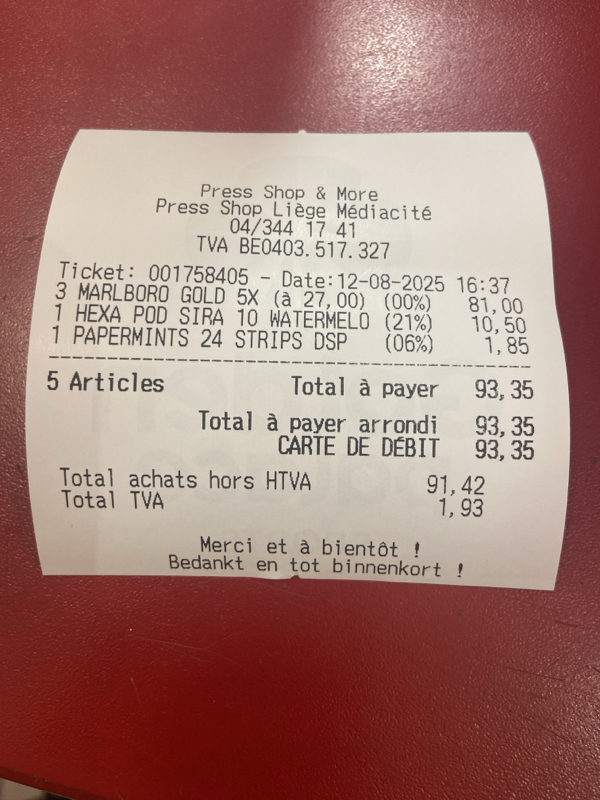 Press Shop & More
Press Shop Liège Médiacité
04/344 17 41
TVA BE0403.517.327
Ticket: 001758405 - Date:12-08-2025 16:37
3 MARLBORO GOLD 5X (à 27,00) (00%) 81,00
1 HEXA POD SIRA 10 WATERMELO (21%) 10,50
1 PAPERMINTS 24 STRIPS DSP (06%) 1,85
5 Articles Total à payer 93,35
Total à payer arrondi 93,35
CARTE DE DÉBIT 93,35
Total achats hors HTVA 91,42
Total TVA 1,93
Merci et à bientôt !
Bedankt en tot binnenkort !